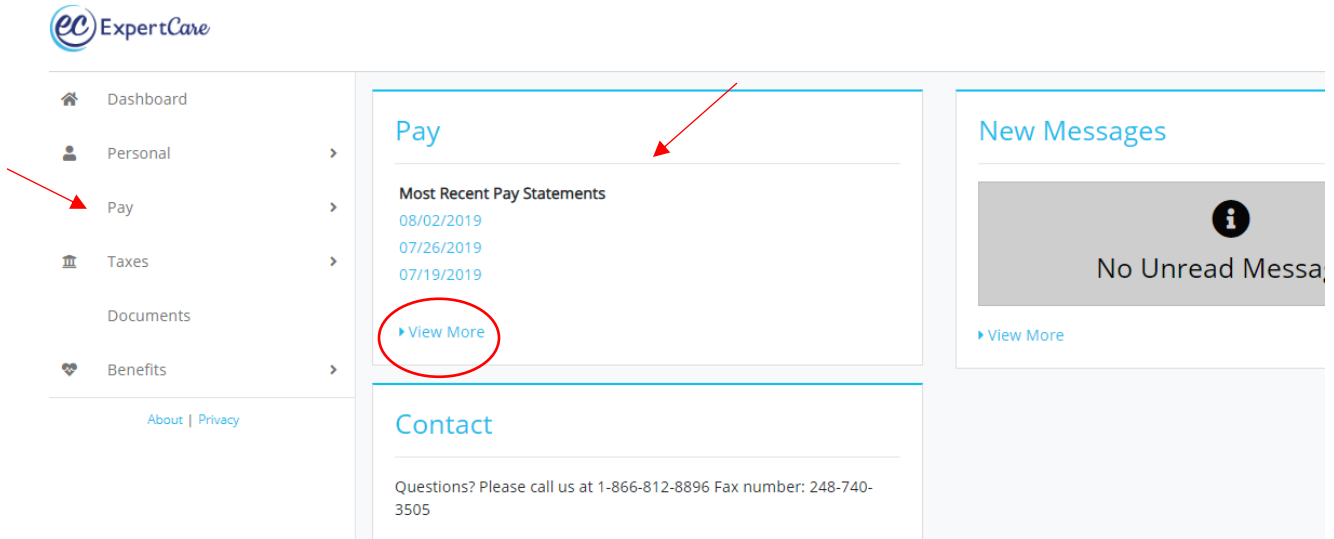 ec ExpertCare
Dashboard
Personal
Pay
Taxes
Documents
Benefits
About | Privacy
Pay
Most Recent Pay Statements
08/02/2019
07/26/2019
07/19/2019
View More
Contact
Questions? Please call us at 1-866-812-8896 Fax number: 248-740-
3505
New Messages
No Unread
View More